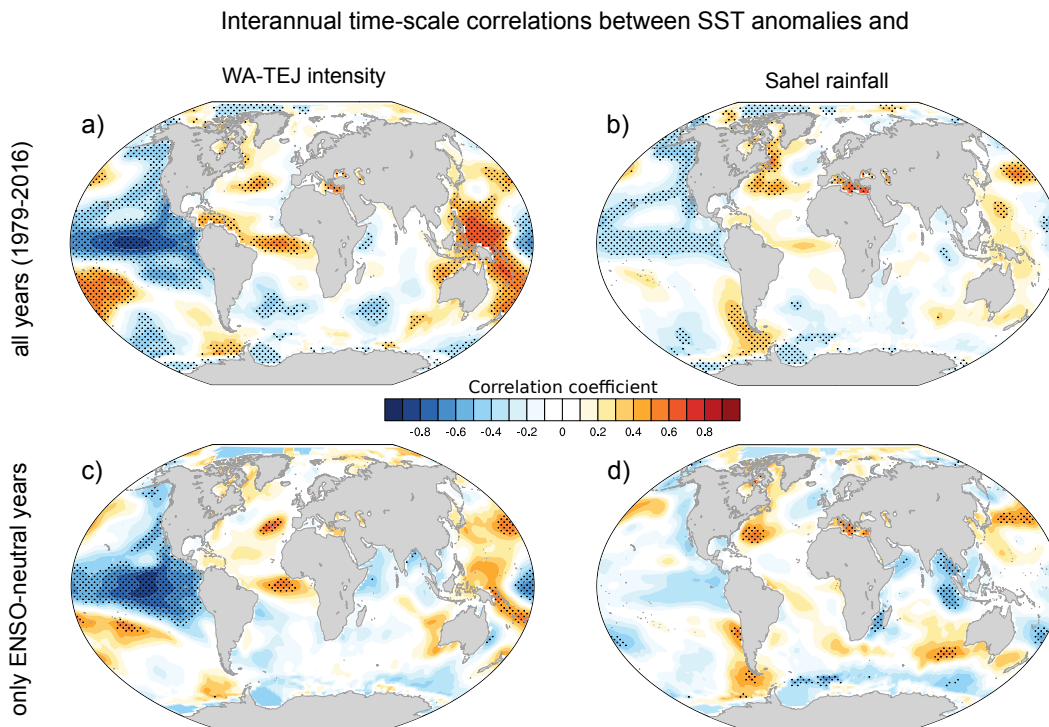 Interannual time-scale correlations between SST anomalies and
WA-TEJ intensity
Sahel rainfall
a)
b)
all years (1979-2016)
Correlation coefficient
-0.8 -0.6 -0.4 -0.2 0 0.2 0.4 0.6 0.8
c)
d)
only ENSO-neutral years